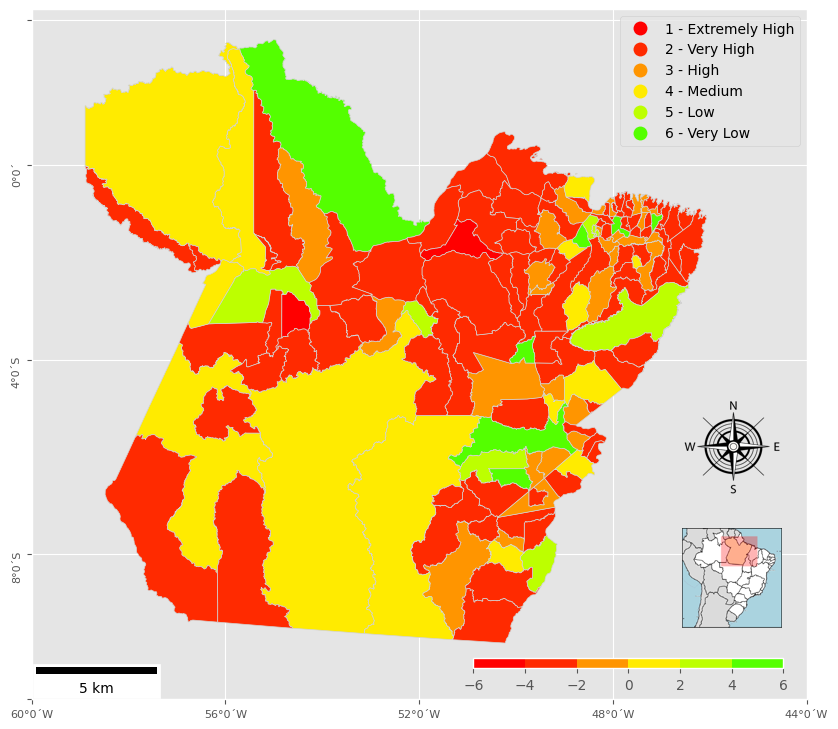 1 - Extremely High
2 - Very High
3 - High
4 - Medium
5 - Low
6 - Very Low
0°0´
4°0´S
8°0´S
N
W
E
S
5 km
−6
−4
−2
0
2
4
6
60°0´W
56°0´W
52°0´W
48°0´W
44°0´W